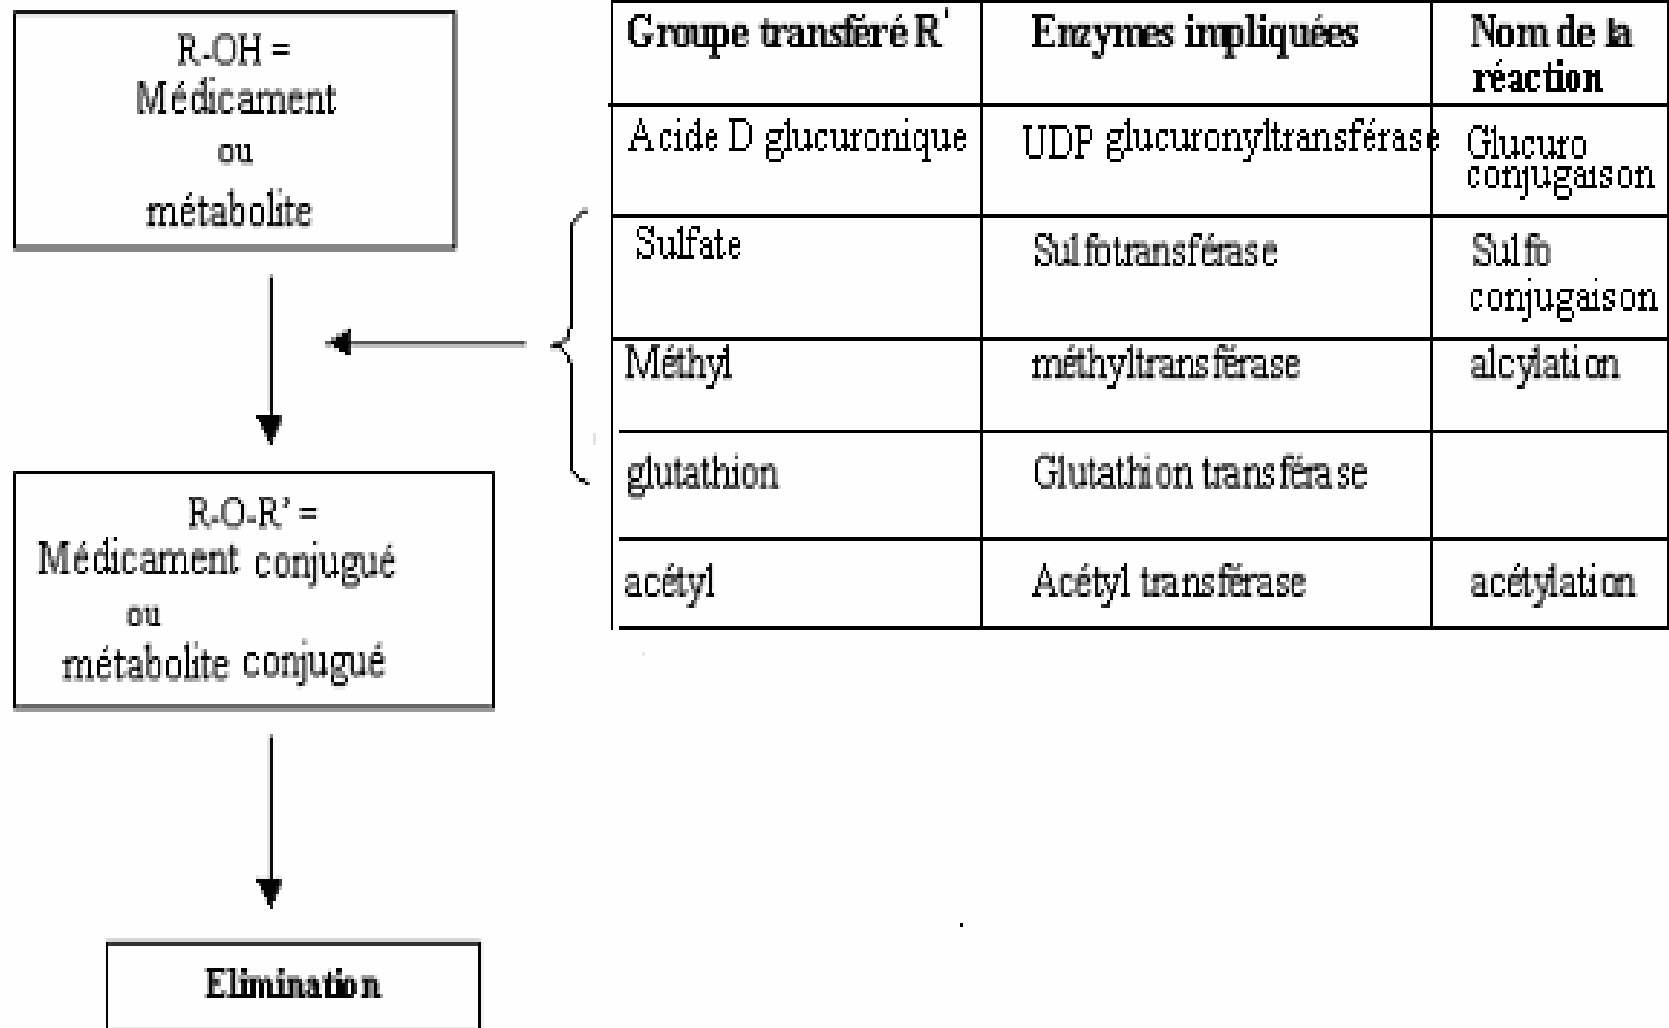 R-OH =
Médicament
ou
métabolite
R-O-R’ =
Médicament conjugué
ou
métabolite conjugué
Elimination
Groupe transféré R' Enzymes impliquées Nom de la
réaction
Acide D glucuronique UDP glucuronyltransférase Glucuro
conjugaison
Sulfate Sulfotransférase Sulfo
conjugaison
Méthyl méthyltransférase alcylation
glutathion Glutathion transférase
acétyl Acétyl transférase acétylation